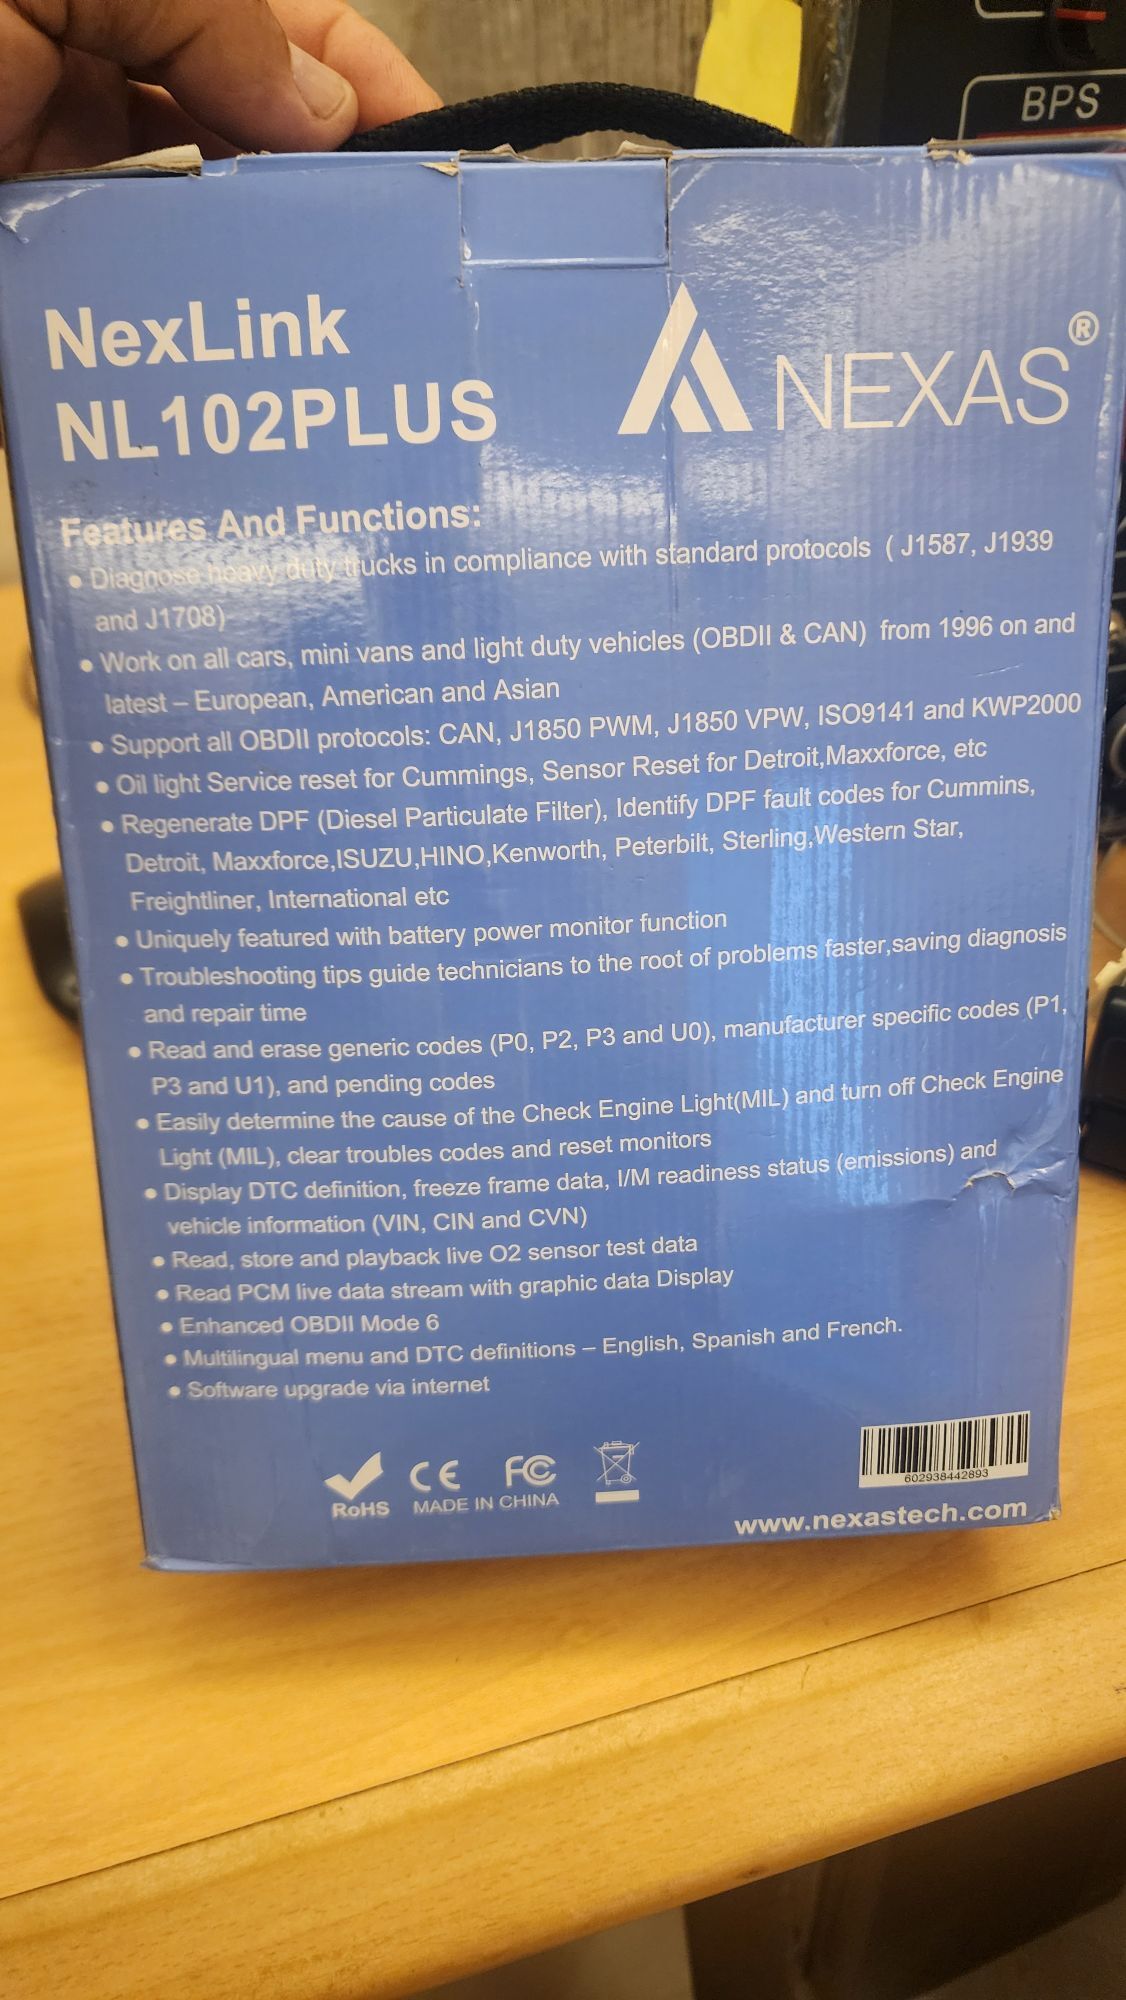 BPS
NexLink
NL102PLUS
NEXAS®
Features And Functions:
• Diagnose heavy duty trucks in compliance with standard protocols ( J1587, J1939
and J1708)
• Work on all cars, mini vans and light duty vehicles (OBDII & CAN) from 1996 on and
latest – European, American and Asian
• Support all OBDII protocols: CAN, J1850 PWM, J1850 VPW, ISO9141 and KWP2000
• Oil light Service reset for Cummings, Sensor Reset for Detroit,Maxxforce, etc
• Regenerate DPF (Diesel Particulate Filter), Identify DPF fault codes for Cummins,
Detroit, Maxxforce,ISUZU,HINO,Kenworth, Peterbilt, Sterling,Western Star,
Freightliner, International etc
• Uniquely featured with battery power monitor function
• Troubleshooting tips guide technicians to the root of problems faster,saving diagnosis
and repair time
• Read and erase generic codes (P0, P2, P3 and U0), manufacturer specific codes (P1,
P3 and U1), and pending codes
• Easily determine the cause of the Check Engine Light(MIL) and turn off Check Engine
Light (MIL), clear troubles codes and reset monitors
• Display DTC definition, freeze frame data, I/M readiness status (emissions) and
vehicle information (VIN, CIN and CVN)
• Read, store and playback live O2 sensor test data
• Read PCM live data stream with graphic data Display
• Enhanced OBDII Mode 6
• Multilingual menu and DTC definitions – English, Spanish and French.
• Software upgrade via internet
RoHS
CE FC
MADE IN CHINA
602938442893
www.nexastech.com